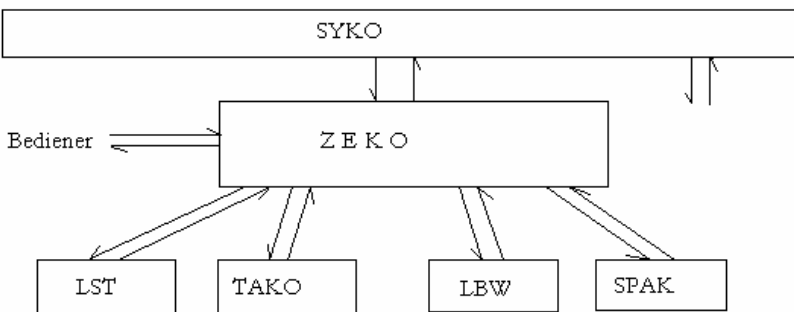 SYKO
Bediener
Z E K O
LST
TAKO
LBW
SPAK